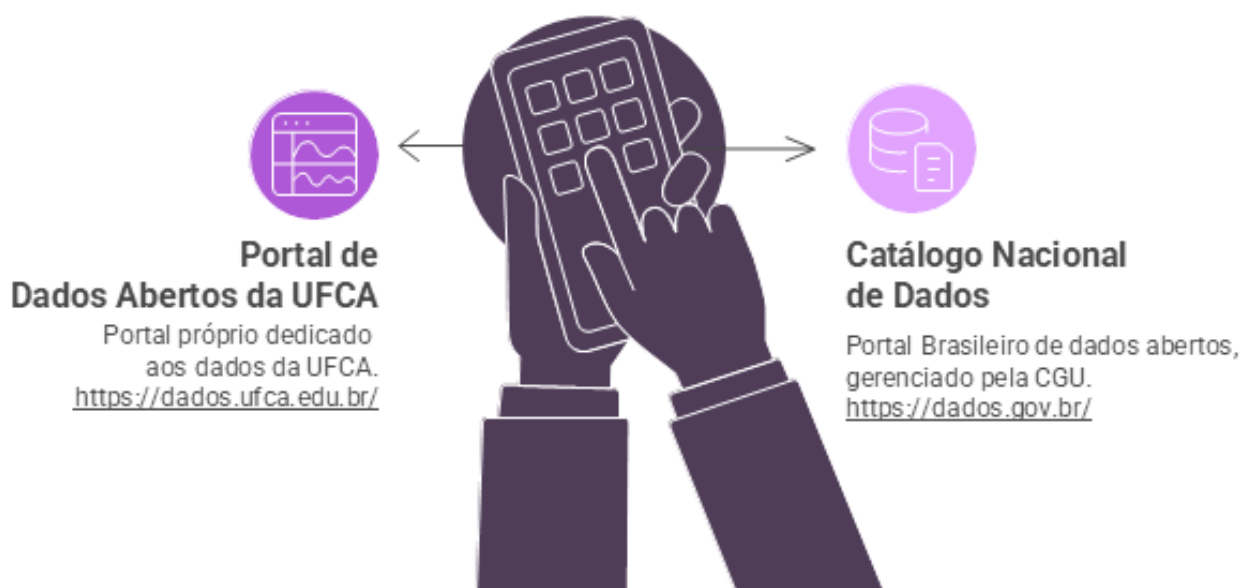 Portal de
Dados Abertos da UFCA
Portal próprio dedicado
aos dados da UFCA.
https://dados.ufca.edu.br/
Catálogo Nacional
de Dados
Portal Brasileiro de dados abertos,
gerenciado pela CGU.
https://dados.gov.br/